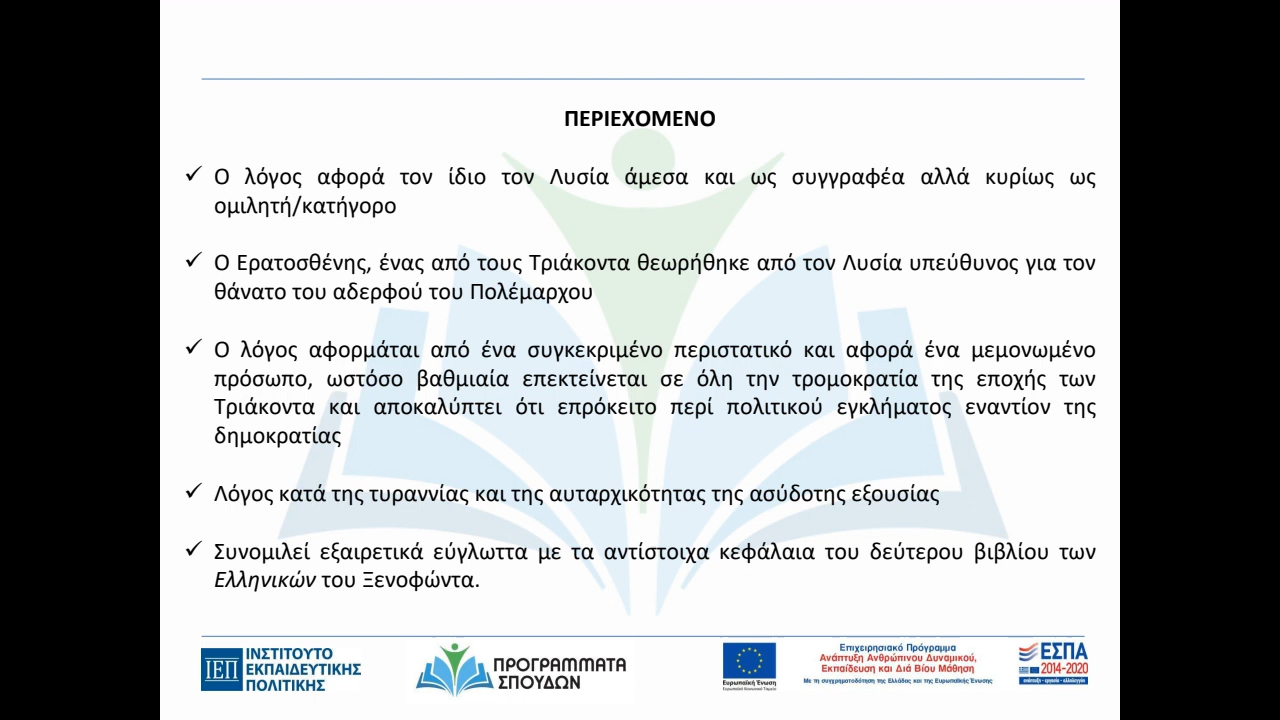 ΠΕΡΙΕΧΟΜΕΝΟ
✓ Ο λόγος αφορά τον ίδιο τον Λυσία άμεσα και ως συγγραφέα αλλά κυρίως ως
ομιλητή/κατήγορο
✓ Ο Ερατοσθένης, ένας από τους Τριάκοντα θεωρήθηκε από τον Λυσία υπεύθυνος για τον
θάνατο του αδερφού του Πολέμαρχου
✓ Ο λόγος αφορμάται από ένα συγκεκριμένο περιστατικό και αφορά ένα μεμονωμένο
πρόσωπο, ωστόσο βαθμιαία επεκτείνεται σε όλη την τρομοκρατία της εποχής των
Τριάκοντα και αποκαλύπτει ότι επρόκειτο περί πολιτικού εγκλήματος εναντίον της
δημοκρατίας
✓ Λόγος κατά της τυραννίας και της αυταρχικότητας της ασύδοτης εξουσίας
✓ Συνομιλεί εξαιρετικά εύγλωττα με τα αντίστοιχα κεφάλαια του δεύτερου βιβλίου των
Ελληνικών του Ξενοφώντα.
ΙΕΠ
ΙΝΣΤΙΤΟΥΤΟ
ΕΚΠΑΙΔΕΥΤΙΚΗΣ
ΠΟΛΙΤΙΚΗΣ
ΠΡΟΓΡΑΜΜΑΤΑ
ΣΠΟΥΔΩΝ
Ευρωπαϊκή Ένωση
Ευρωπαϊκό Κοινωνικό Ταμείο
Επιχειρησιακό Πρόγραμμα
Ανάπτυξη Ανθρώπινου Δυναμικού,
Εκπαίδευση και Διά Βίου Μάθηση
Με τη συγχρηματοδότηση της Ελλάδας και της Ευρωπαϊκής Ένωσης
ΕΣΠΑ
2014-2020
ανάπτυξη - εργασία - αλληλεγγύη